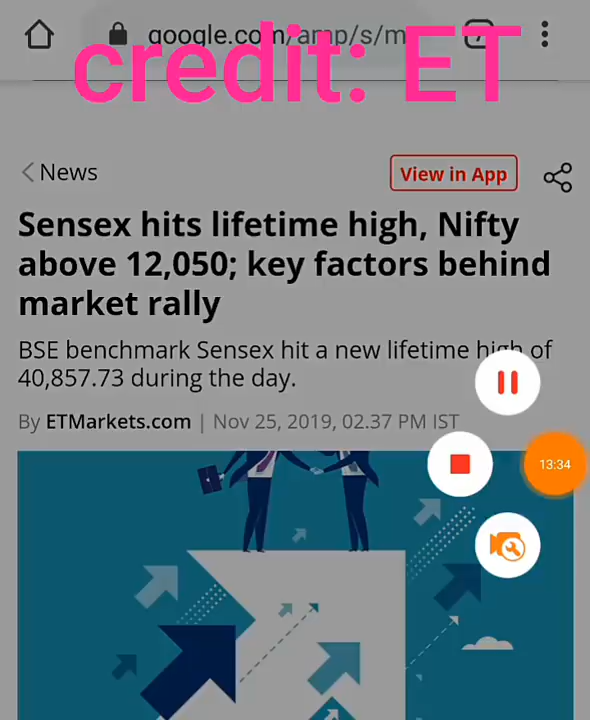 google.com/amp/s/m
credit: ET
News
View in App
Sensex hits lifetime high, Nifty
above 12,050; key factors behind
market rally
BSE benchmark Sensex hit a new lifetime high of
40,857.73 during the day.
By ETMarkets.com | Nov 25, 2019, 02.37 PM IST
13:34